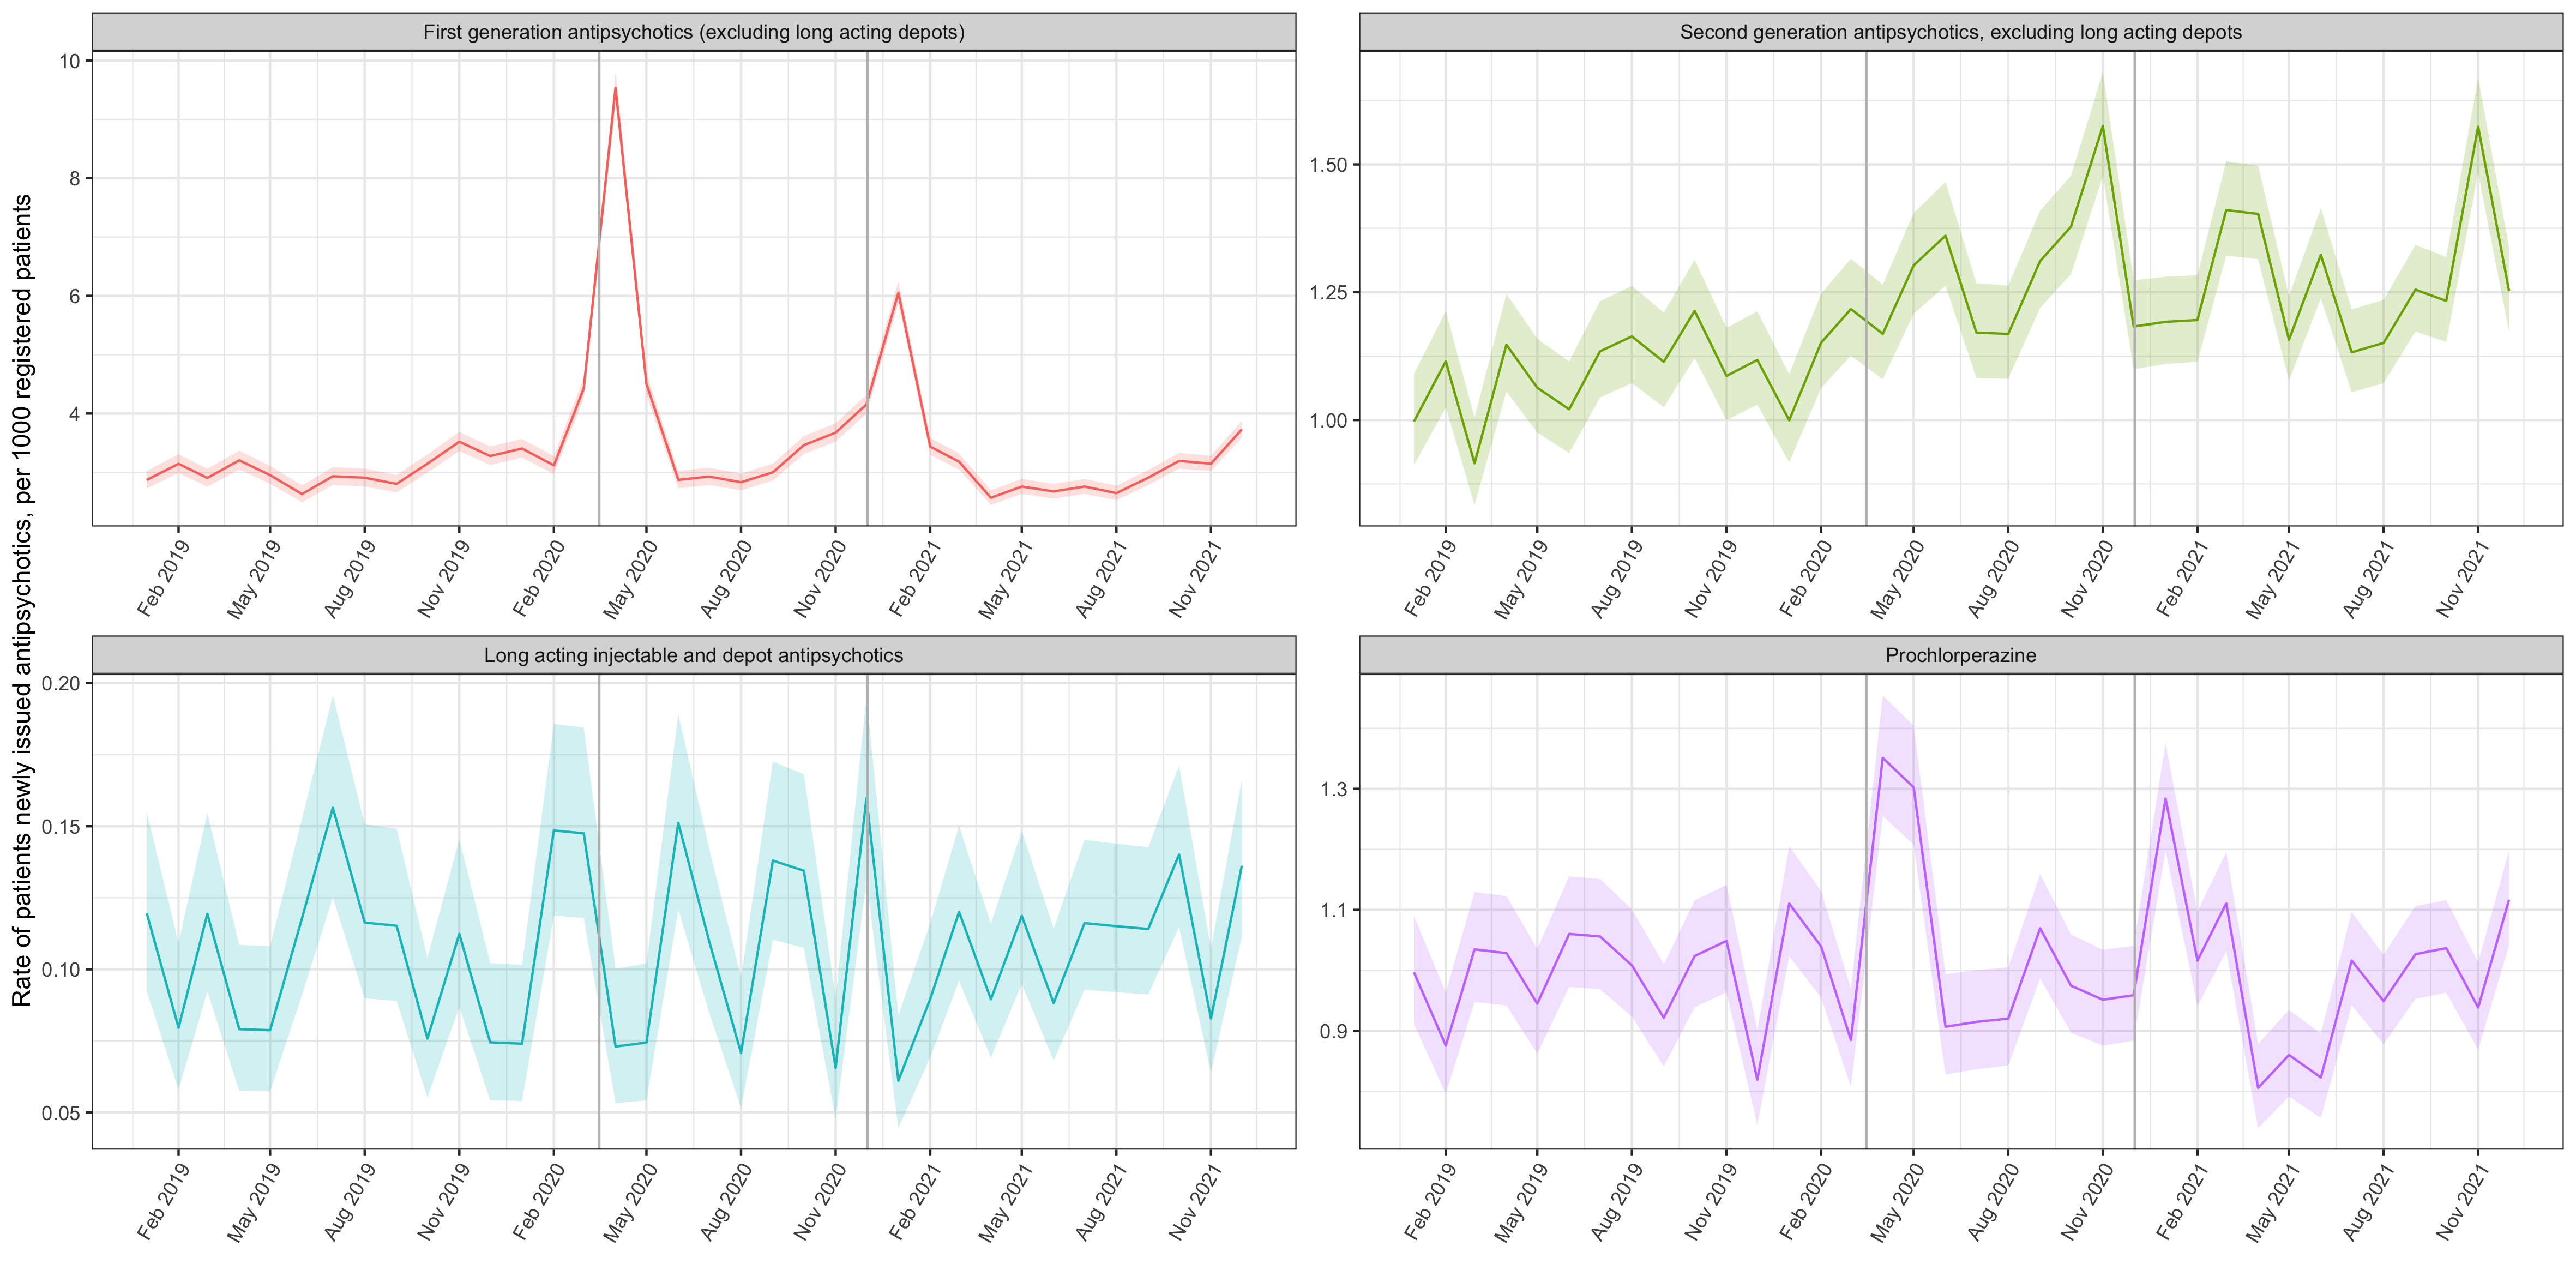 Rate of patients newly issued antipsychotics, per 1000 registered patients
First generation antipsychotics (excluding long acting depots)
10
8
6
4
Feb 2019
May 2019
Aug 2019
Nov 2019
Feb 2020
May 2020
Aug 2020
Nov 2020
Feb 2021
May 2021
Aug 2021
Nov 2021
Second generation antipsychotics, excluding long acting depots
1.50
1.25
1.00
Feb 2019
May 2019
Aug 2019
Nov 2019
Feb 2020
May 2020
Aug 2020
Nov 2020
Feb 2021
May 2021
Aug 2021
Nov 2021
Long acting injectable and depot antipsychotics
0.20
0.15
0.10
0.05
Feb 2019
May 2019
Aug 2019
Nov 2019
Feb 2020
May 2020
Aug 2020
Nov 2020
Feb 2021
May 2021
Aug 2021
Nov 2021
Prochlorperazine
1.3
1.1
0.9
Feb 2019
May 2019
Aug 2019
Nov 2019
Feb 2020
May 2020
Aug 2020
Nov 2020
Feb 2021
May 2021
Aug 2021
Nov 2021